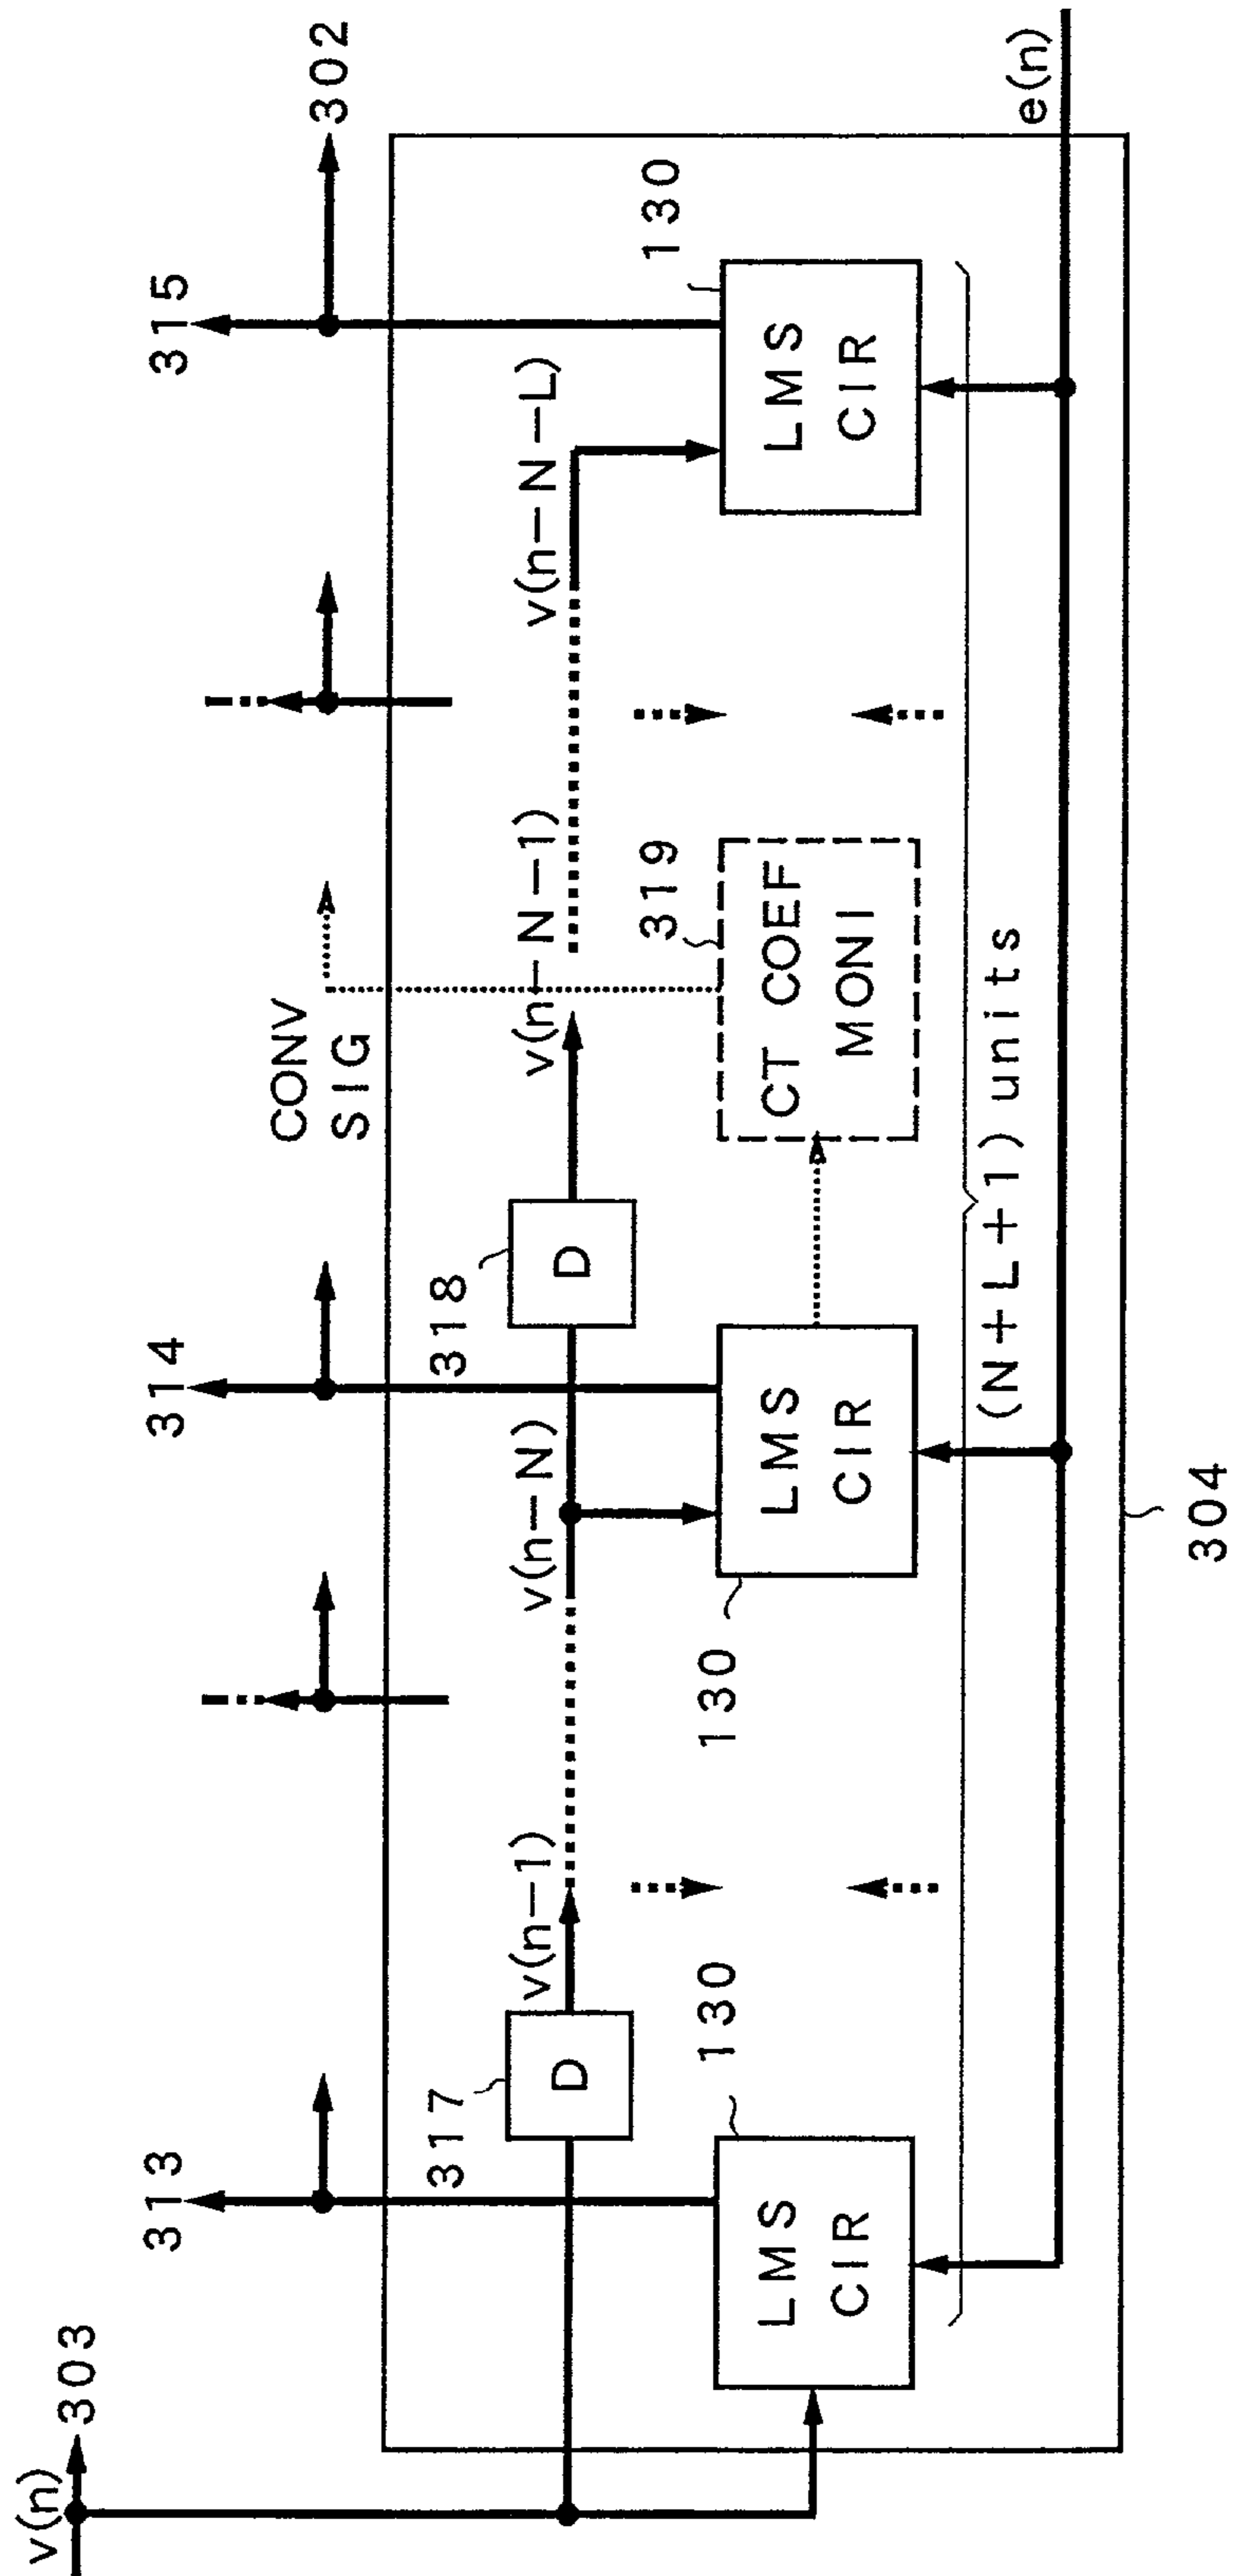 v(n)
303
313
314
315
302
CONV
SIG
317
D
v(n−1)
v(n−N)
318
D
v(n−N−1)
v(n−N−L)
LMS
CIR
130
130
LMS
CIR
319
CT COEF
MONI
130
LMS
CIR
(N+L+1) units
e(n)
304